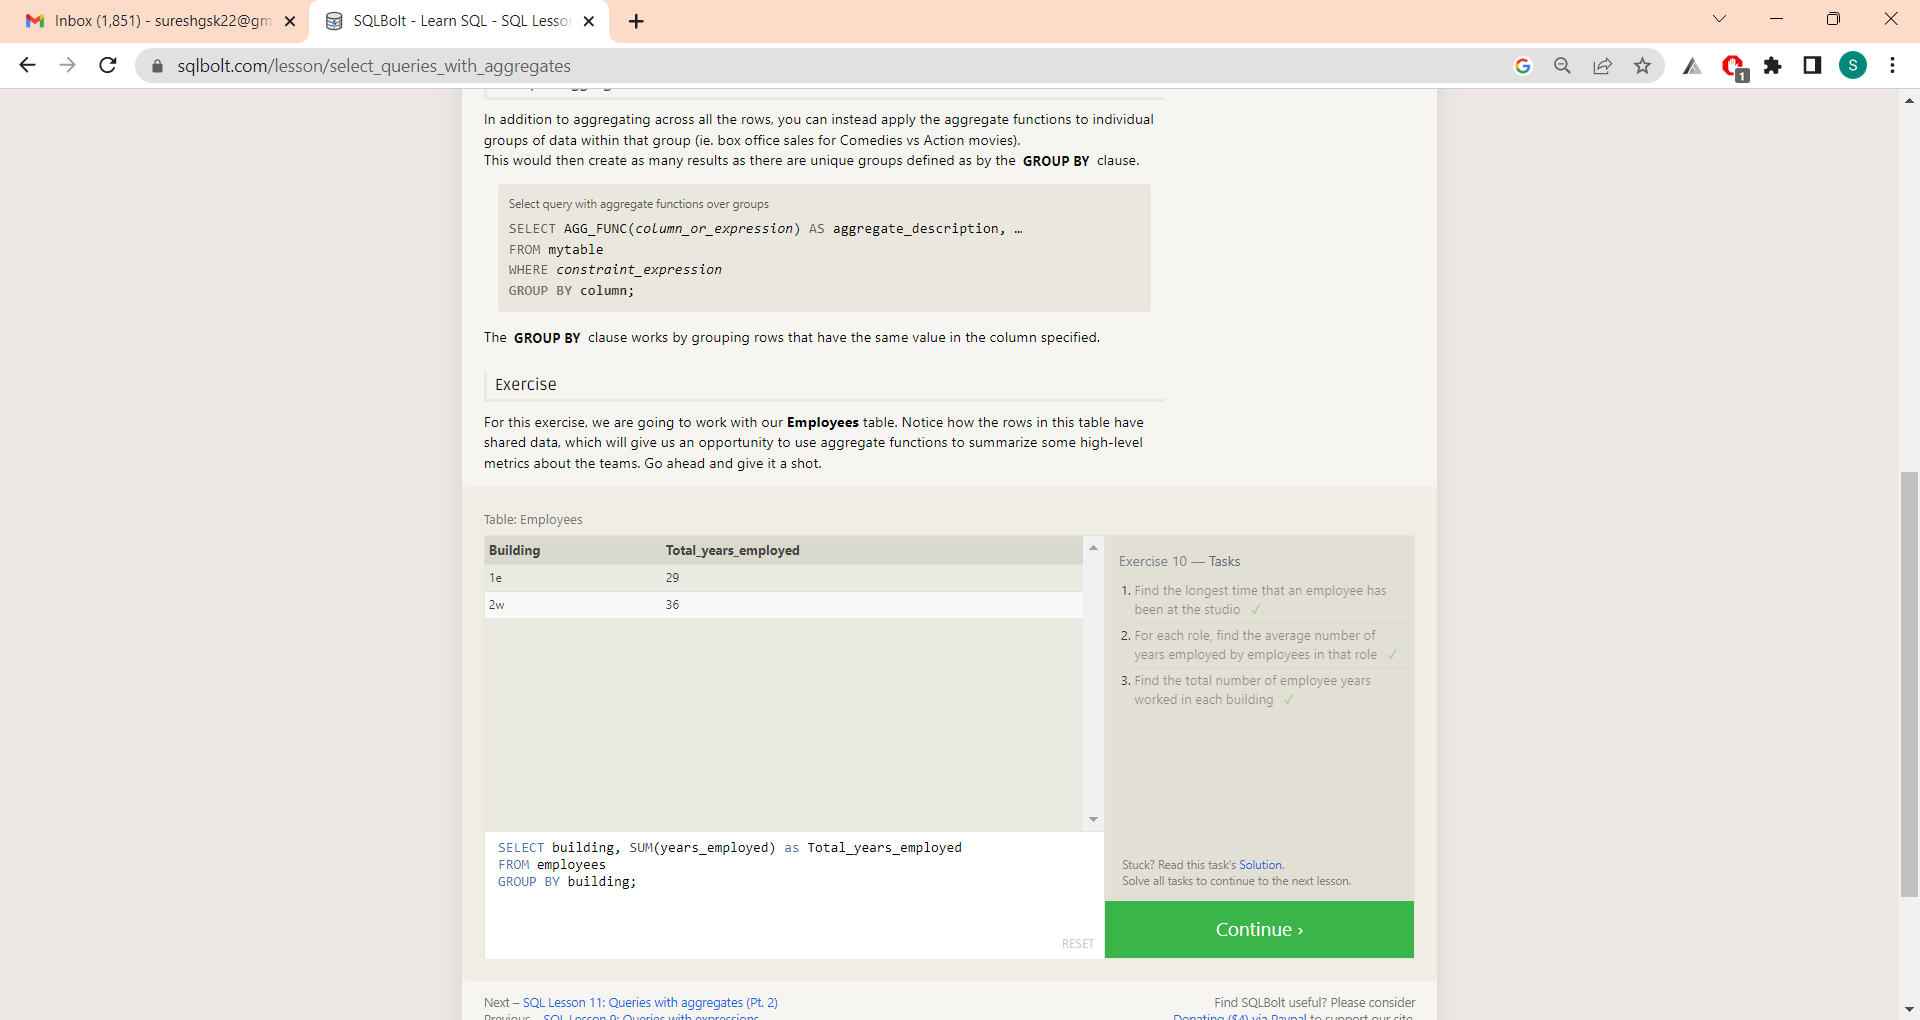 Inbox (1,851) - sureshgsk22@gm
SQLBolt - Learn SQL - SQL Lesso
sqlbolt.com/lesson/select_queries_with_aggregates
1
S
In addition to aggregating across all the rows, you can instead apply the aggregate functions to individual
groups of data within that group (ie. box office sales for Comedies vs Action movies).
This would then create as many results as there are unique groups defined as by the GROUP BY clause.
Select query with aggregate functions over groups
SELECT AGG_FUNC(column_or_expression) AS aggregate_description, …
FROM mytable
WHERE constraint_expression
GROUP BY column;
The GROUP BY clause works by grouping rows that have the same value in the column specified.
Exercise
For this exercise, we are going to work with our Employees table. Notice how the rows in this table have
shared data, which will give us an opportunity to use aggregate functions to summarize some high-level
metrics about the teams. Go ahead and give it a shot.
Table: Employees
Building Total_years_employed
1e 29
2w 36
SELECT building, SUM(years_employed) as Total_years_employed
FROM employees
GROUP BY building;
RESET
Exercise 10 — Tasks
1. Find the longest time that an employee has
been at the studio ✓
2. For each role, find the average number of
years employed by employees in that role ✓
3. Find the total number of employee years
worked in each building ✓
Stuck? Read this task's Solution.
Solve all tasks to continue to the next lesson.
Continue ›
Next – SQL Lesson 11: Queries with aggregates (Pt. 2)
Previous – SQL Lesson 9: Queries with expressions
Find SQLBolt useful? Please consider
Donating ($4) via Paypal to support our site.